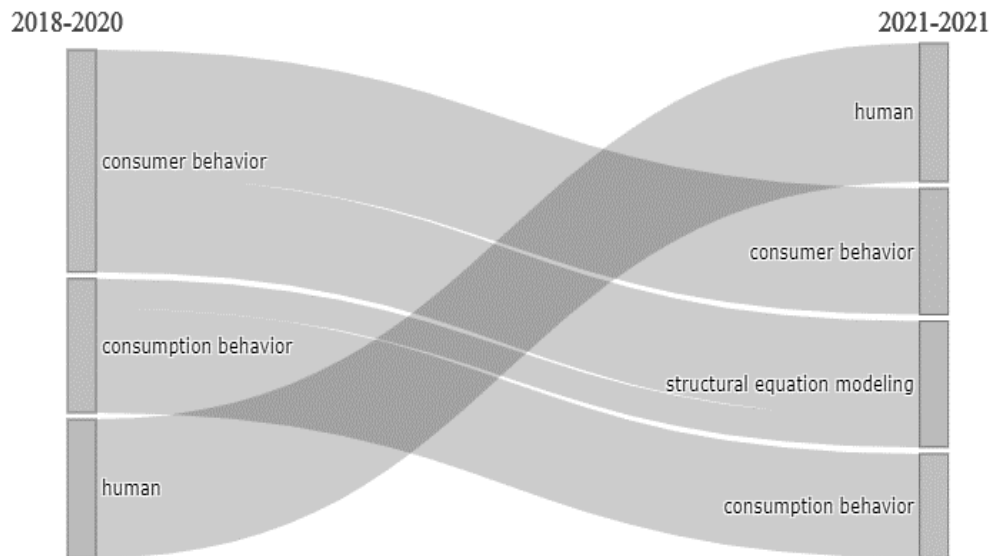 2018-2020
2021-2021
consumer behavior
consumption behavior
human
human
consumer behavior
structural equation modeling
consumption behavior